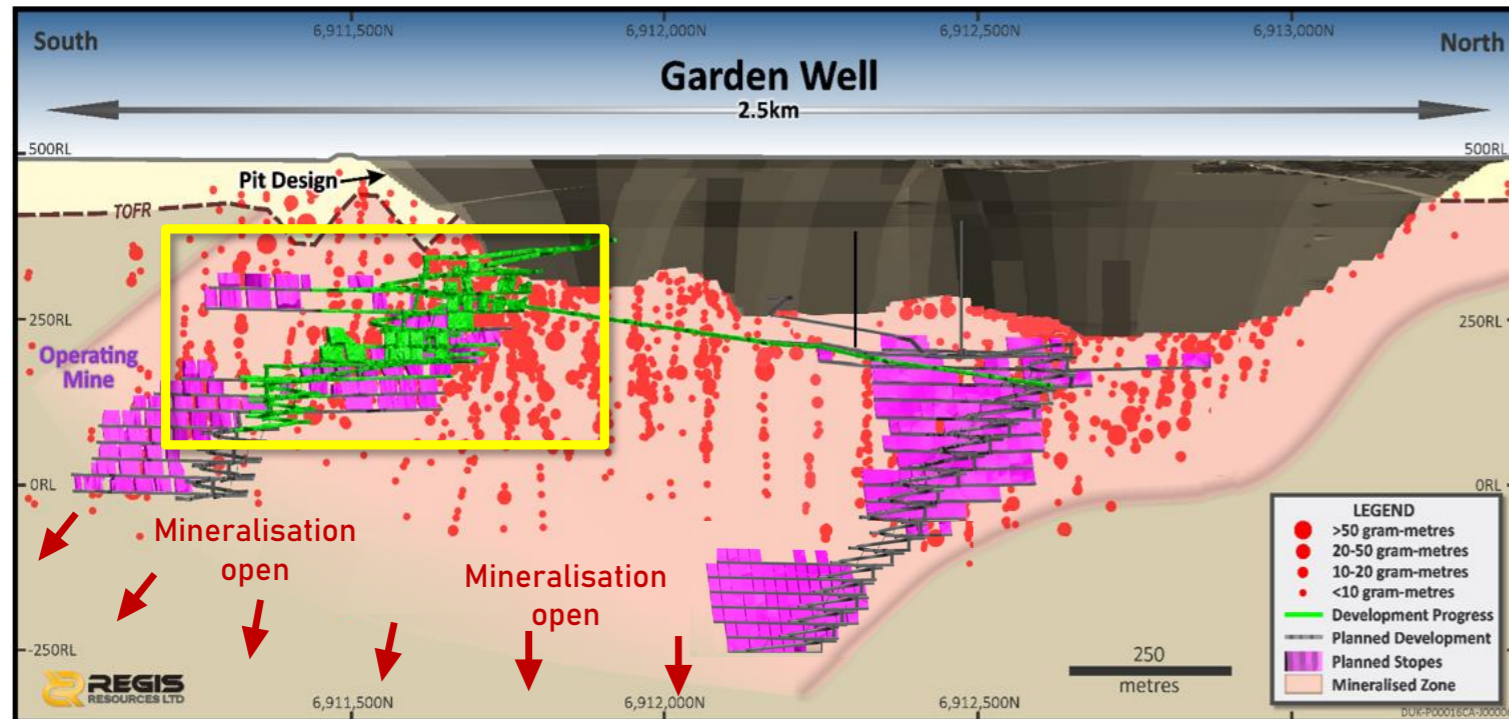 South
6,911,500N
6,912,000N
6,912,500N
6,913,000N
North
Garden Well
2.5km
500RL
500RL
Pit Design
TOFR
250RL
250RL
Operating
Mine
0RL
0RL
Mineralisation
open
Mineralisation
open
-250RL
REGIS
RESOURCES LTD
250
metres
6,911,500N
6,912,000N
6,912,500N
LEGEND
>50 gram-metres
20-50 gram-metres
10-20 gram-metres
<10 gram-metres
Development Progress
Planned Development
Planned Stopes
Mineralised Zone